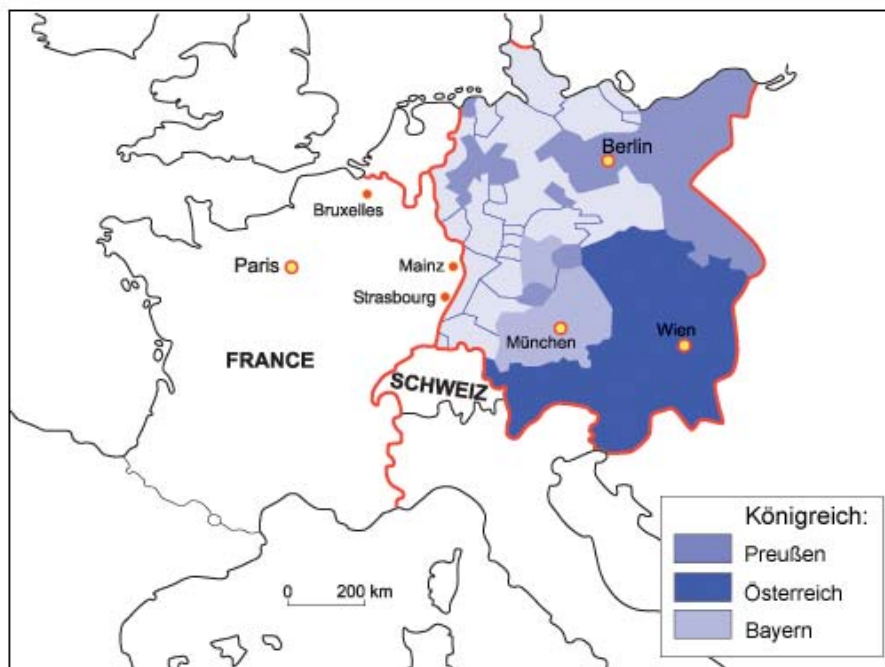 Berlin
Bruxelles
Paris
Mainz
Strasbourg
München
Wien
FRANCE
SCHWEIZ
0 200 km
Königreich:
Preußen
Österreich
Bayern